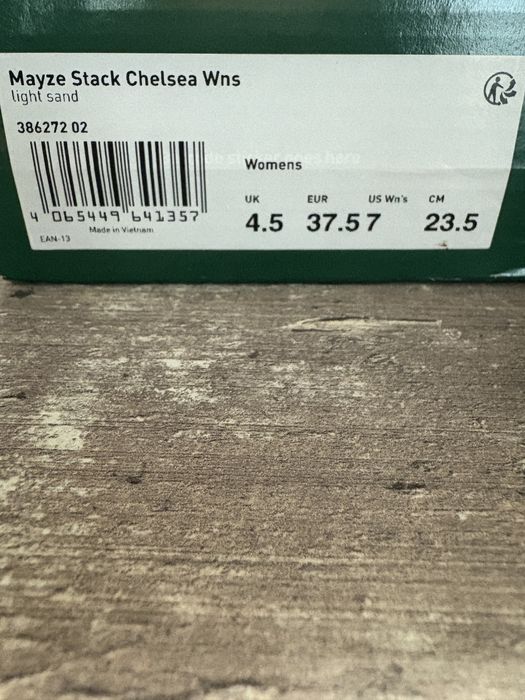 Mayze Stack Chelsea Wns
light sand
386272 02
4 065449 641357
Made in Vietnam
EAN-13
Womens
UK EUR US Wn's CM
4.5 37.5 7 23.5